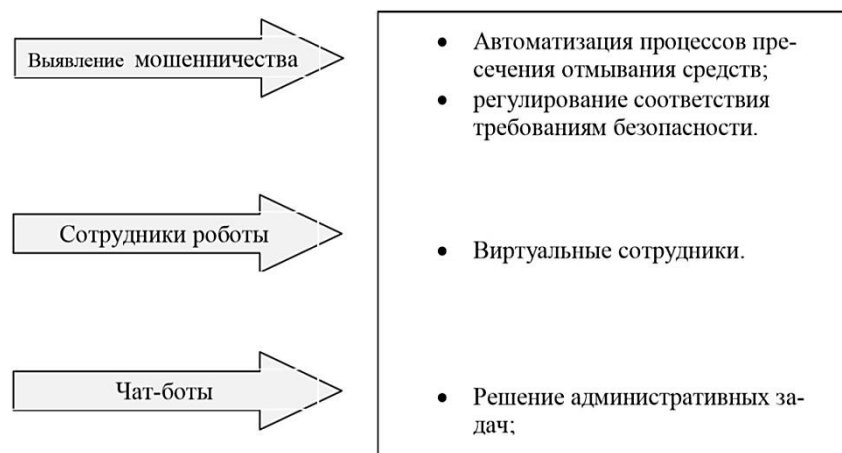 Выявление мошенничества
• Автоматизация процессов пре-
сечения отмывания средств;
• регулирование соответствия
требованиям безопасности.
Сотрудники роботы
• Виртуальные сотрудники.
Чат-боты
• Решение административных за-
дач;